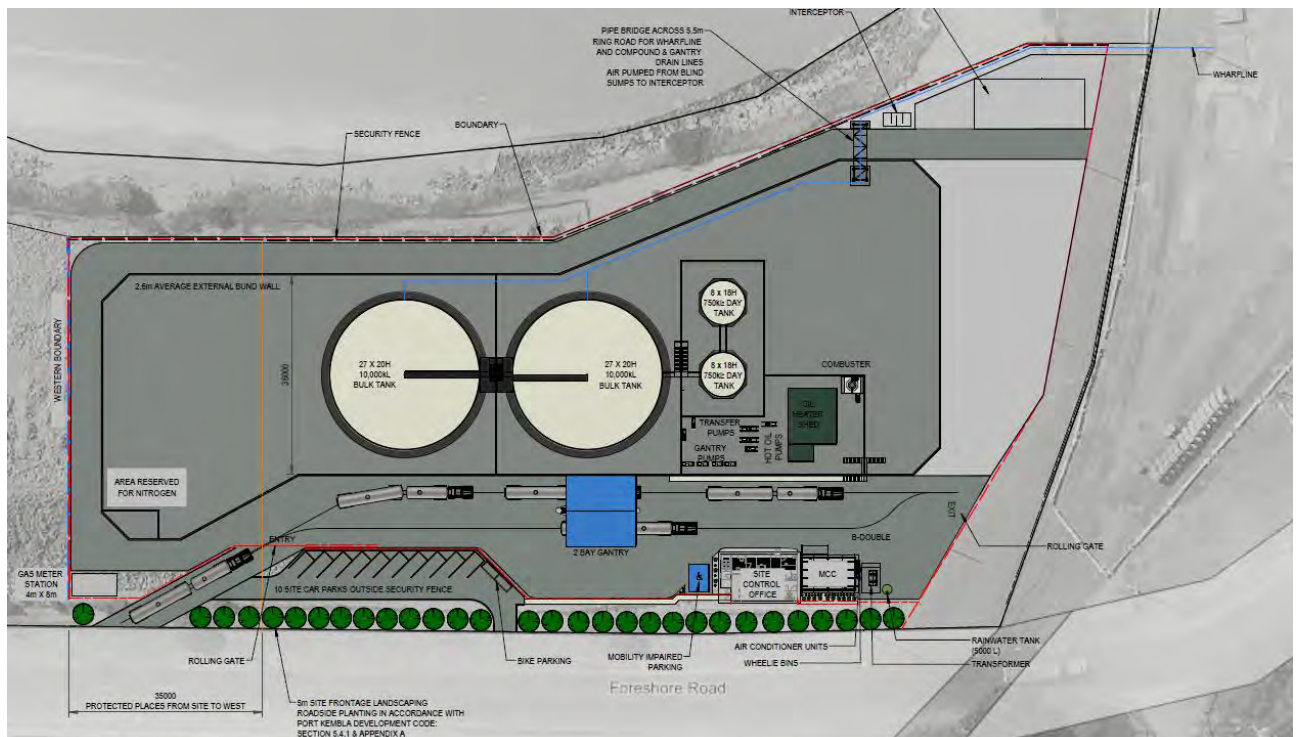 INTERCEPTOR
PIPE BRIDGE ACROSS 5.5m
RING ROAD FOR WHARFLINE
AND COMPOUND & GANTRY
DRAIN LINES
AIR PUMPED FROM BLIND
SUMPS TO INTERCEPTOR
WHARFLINE
SECURITY FENCE
BOUNDARY
2.6m AVERAGE EXTERNAL BUND WALL
WESTERN BOUNDARY
35000
27 X 20H
10,000kL
BULK TANK
27 X 20H
10,000kL
BULK TANK
8 x 18H
750kL DAY
TANK
8 x 18H
750kL DAY
TANK
COMBUSTER
OIL
HEATER
SHED
TRANSFER
PUMPS
GANTRY
PUMPS
HOT OIL
PUMPS
AREA RESERVED
FOR NITROGEN
ENTRY
2 BAY GANTRY
B-DOUBLE
EXIT
ROLLING GATE
GAS METER
STATION
4m X 8m
10 SITE CAR PARKS OUTSIDE SECURITY FENCE
&
SITE
CONTROL
OFFICE
MCC
ROLLING GATE
BIKE PARKING
MOBILITY IMPAIRED
PARKING
AIR CONDITIONER UNITS
WHEELIE BINS
RAINWATER TANK
(5000 L)
TRANSFORMER
Foreshore Road
35000
PROTECTED PLACES FROM SITE TO WEST
5m SITE FRONTAGE LANDSCAPING
ROADSIDE PLANTING IN ACCORDANCE WITH
PORT KEMBLA DEVELOPMENT CODE:
SECTION 5.4.1 & APPENDIX A